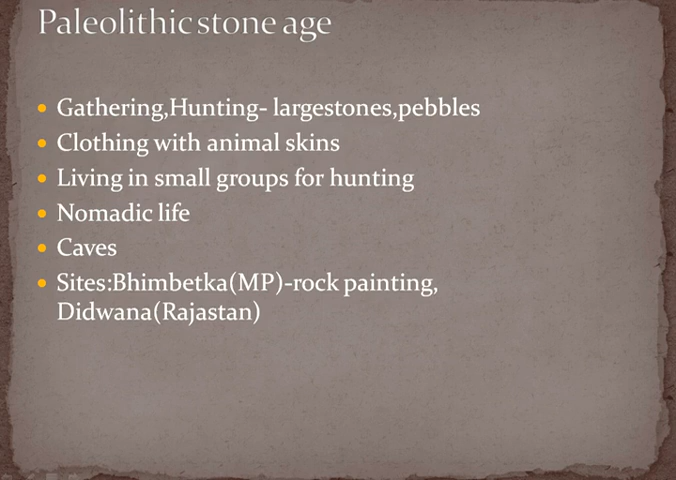 Paleolithic stone age
Gathering,Hunting- largestones,pebbles
Clothing with animal skins
Living in small groups for hunting
Nomadic life
Caves
Sites:Bhimbetka(MP)-rock painting,
Didwana(Rajastan)